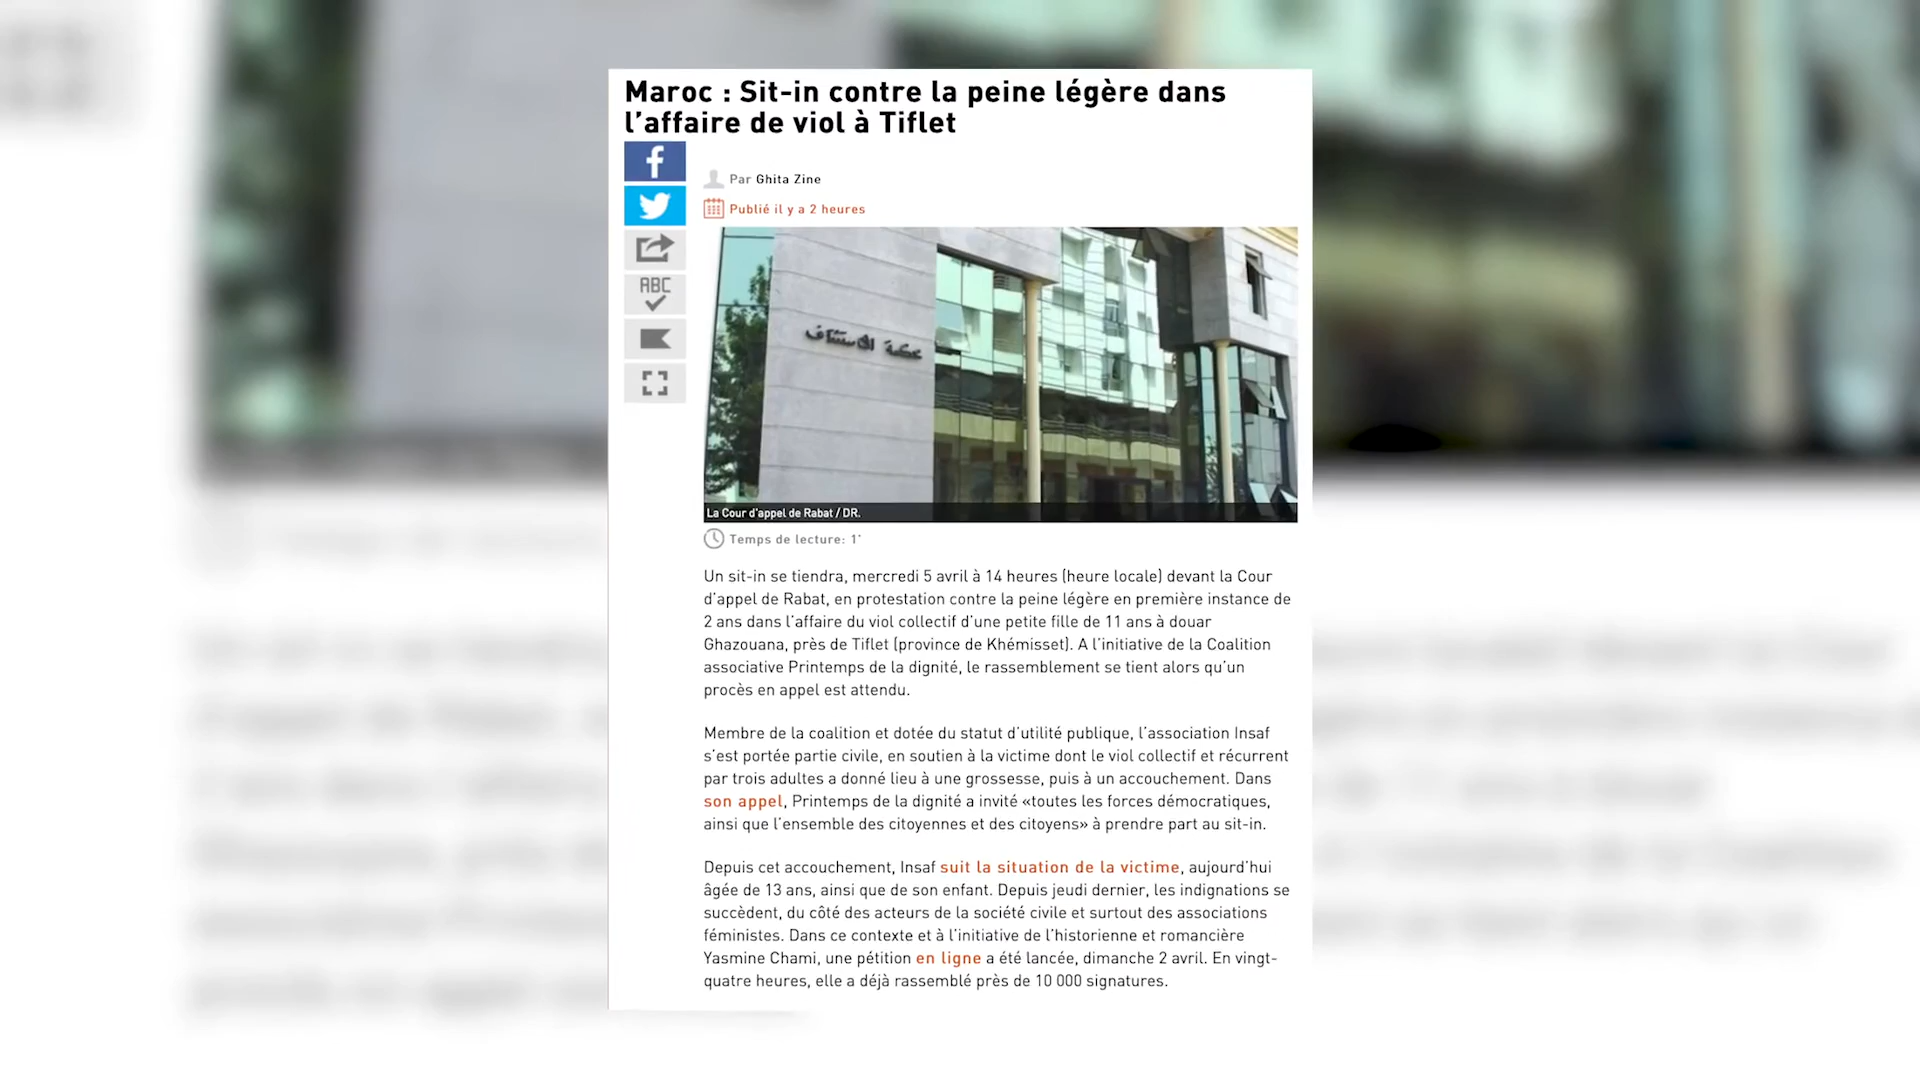 Maroc : Sit-in contre la peine légère dans
l'affaire de viol à Tiflet
Par Ghita Zine
Publié il y a 2 heures
ABC
محكمة الاستئناف
La Cour d'appel de Rabat / DR.
Temps de lecture: 1'
Un sit-in se tiendra, mercredi 5 avril à 14 heures (heure locale) devant la Cour
d'appel de Rabat, en protestation contre la peine légère en première instance de
2 ans dans l'affaire du viol collectif d'une petite fille de 11 ans à douar
Ghazouana, près de Tiflet (province de Khémisset). A l'initiative de la Coalition
associative Printemps de la dignité, le rassemblement se tient alors qu'un
procès en appel est attendu.
Membre de la coalition et dotée du statut d'utilité publique, l'association Insaf
s'est portée partie civile, en soutien à la victime dont le viol collectif et récurrent
par trois adultes a donné lieu à une grossesse, puis à un accouchement. Dans
son appel, Printemps de la dignité a invité «toutes les forces démocratiques,
ainsi que l'ensemble des citoyennes et des citoyens» à prendre part au sit-in.
Depuis cet accouchement, Insaf suit la situation de la victime, aujourd'hui
âgée de 13 ans, ainsi que de son enfant. Depuis jeudi dernier, les indignations se
succèdent, du côté des acteurs de la société civile et surtout des associations
féministes. Dans ce contexte et à l'initiative de l'historienne et romancière
Yasmine Chami, une pétition en ligne a été lancée, dimanche 2 avril. En vingt-
quatre heures, elle a déjà rassemblé près de 10 000 signatures.